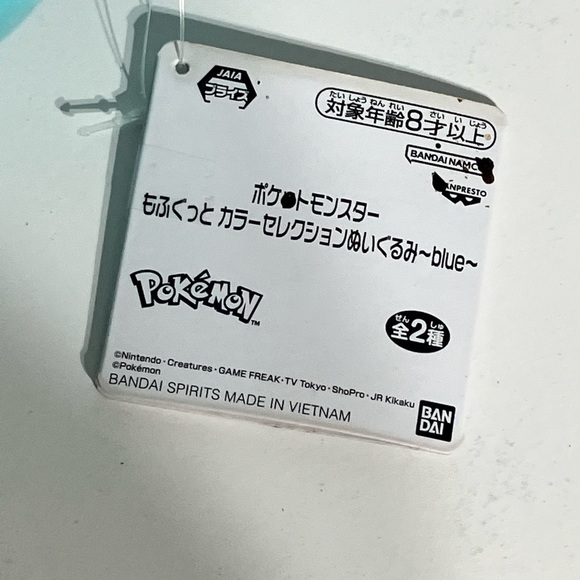 JAIA
プライズ
たいしょうねんれい さい いじょう
対象年齢8才以上
BANDAI NAMCO
BANPRESTO
ポケットモンスター
もふぐっと カラーセレクションぬいぐるみ〜blue〜
POKéMON™
ぜん しゅ
全2種
©Nintendo・Creatures・GAME FREAK・TV Tokyo・ShoPro・JR Kikaku
©Pokémon
BANDAI SPIRITS MADE IN VIETNAM
BAN
DAI